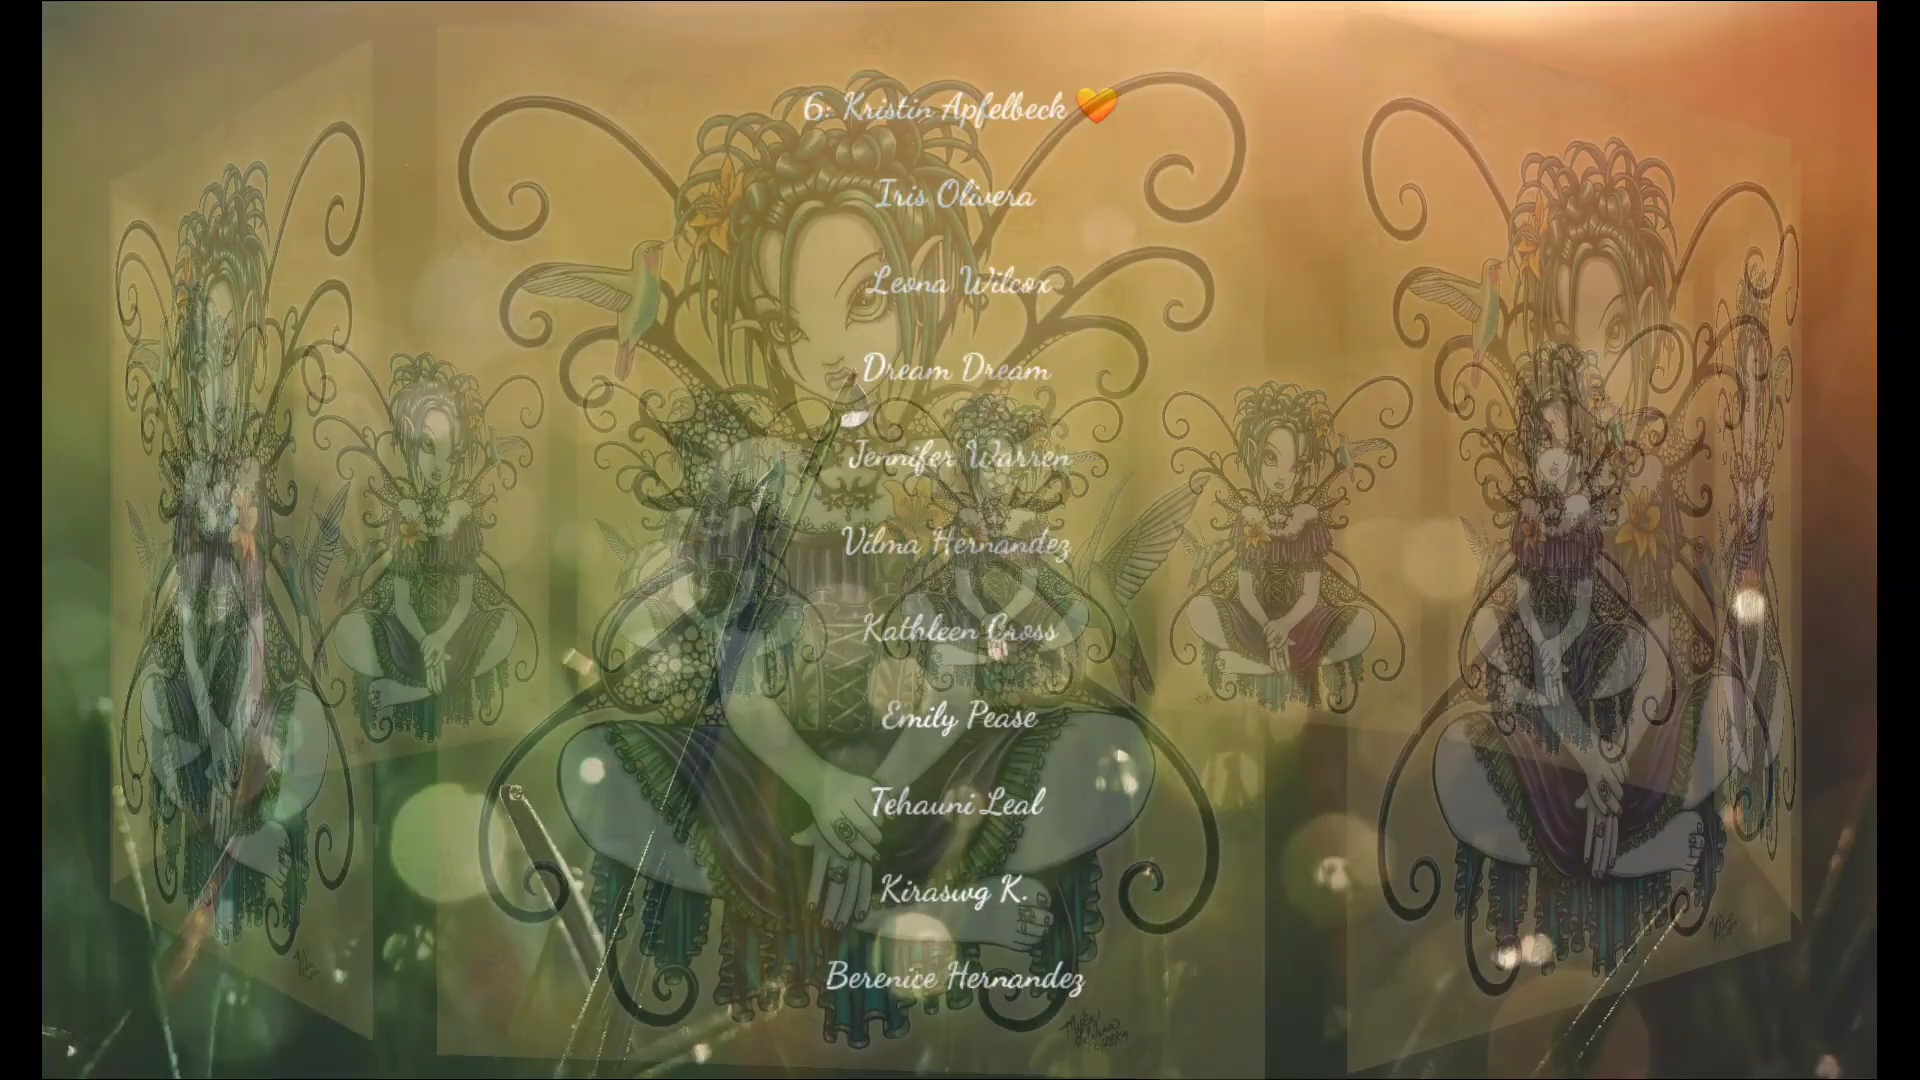 6: Kristin Apfelbeck 🧡
Iris Olivera
Leona Wilcox
Dream Dream
Jennifer Warren
Vilma Hernandez
Kathleen Cross
Emily Pease
Tehauni Leal
Kiraswg K.
Berenice Hernandez